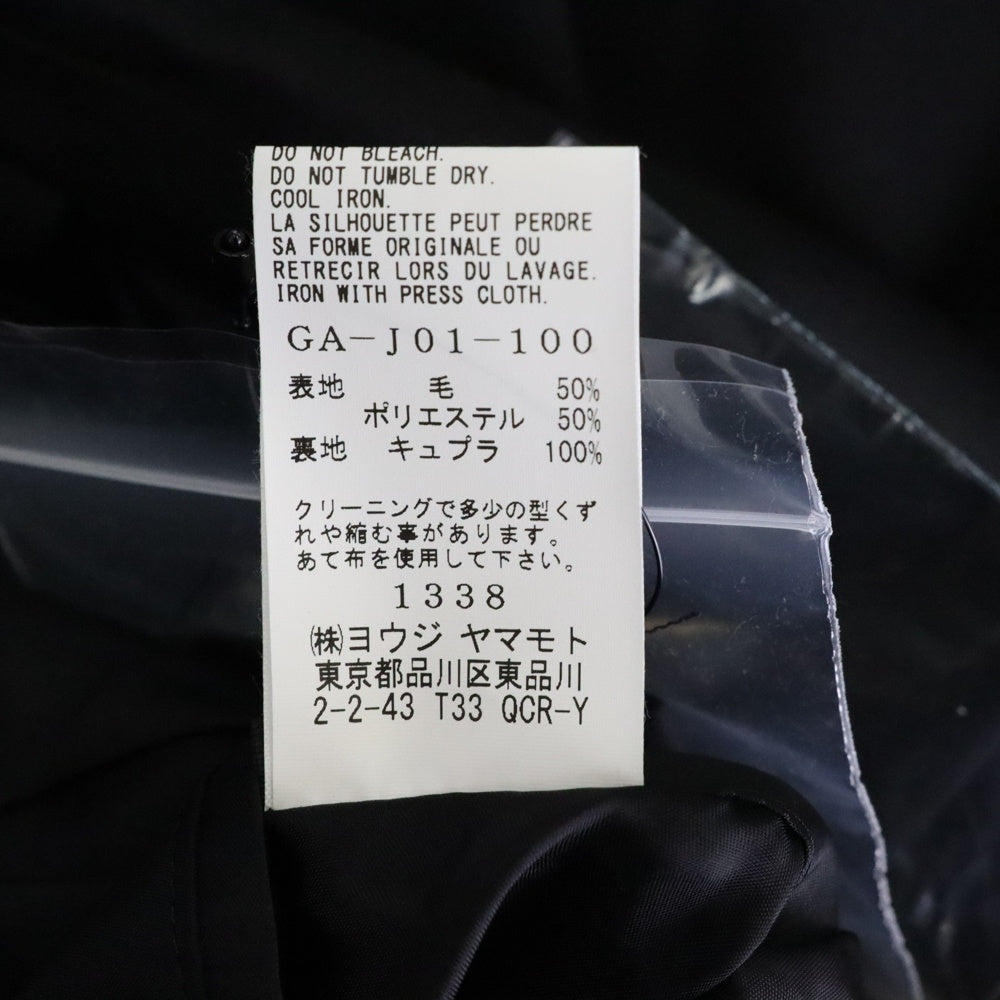 DO NOT BLEACH.
DO NOT TUMBLE DRY.
COOL IRON.
LA SILHOUETTE PEUT PERDRE
SA FORME ORIGINALE OU
RETRECIR LORS DU LAVAGE.
IRON WITH PRESS CLOTH.
GA-J01-100
表地 毛 50%
ポリエステル 50%
裏地 キュプラ 100%
クリーニングで多少の型くず
れや縮む事があります。
あて布を使用して下さい。
1338
㈱ヨウジ ヤマモト
東京都品川区東品川
2-2-43 T33 QCR-Y